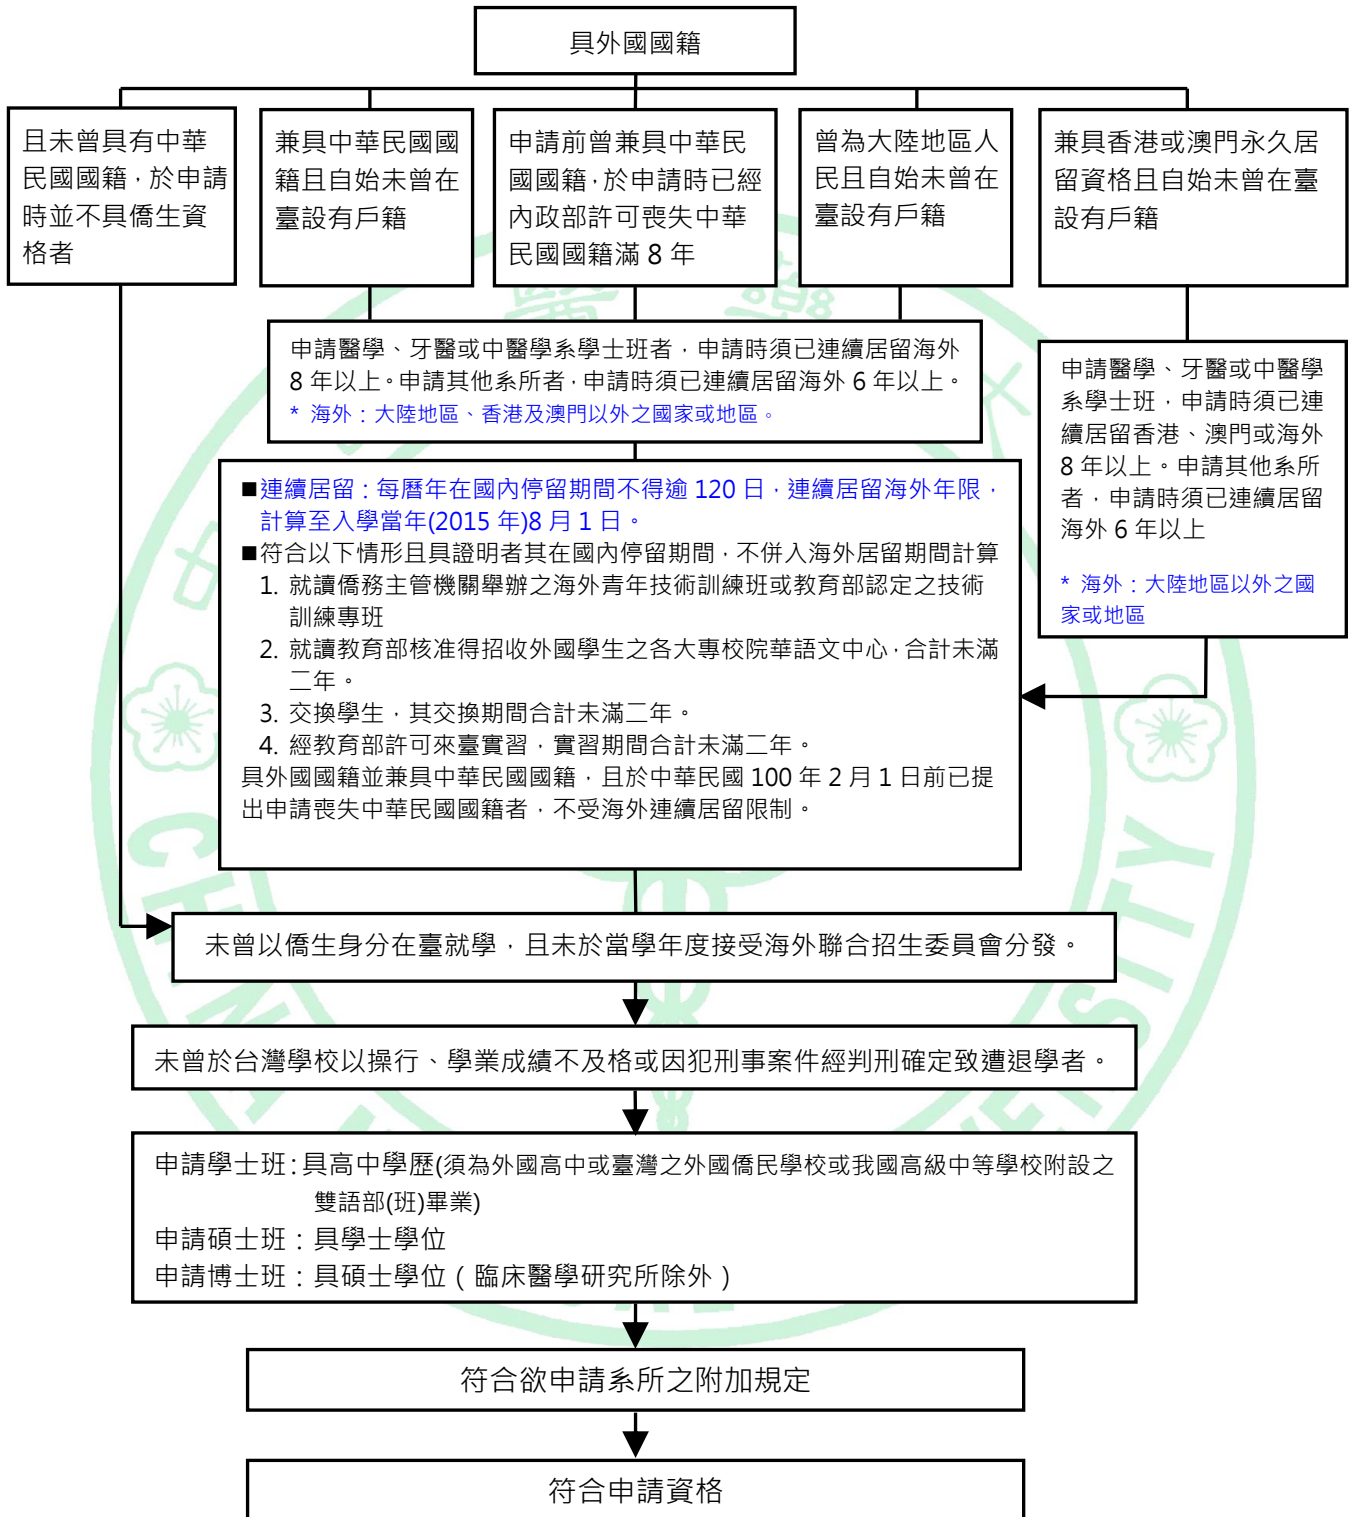 具外國國籍
且未曾具有中華
民國國籍，於申請
時並不具僑生資
格者
兼具中華民國國
籍且自始未曾在
臺設有戶籍
申請前曾兼具中華民
國國籍，於申請時已經
內政部許可喪失中華
民國國籍滿 8 年
曾為大陸地區人
民且自始未曾在
臺設有戶籍
兼具香港或澳門永久居
留資格且自始未曾在臺
設有戶籍
申請醫學、牙醫或中醫學系學士班者，申請時須已連續居留海外
8 年以上。申請其他系所者，申請時須已連續居留海外 6 年以上。
* 海外：大陸地區、香港及澳門以外之國家或地區。
申請醫學、牙醫或中醫學
系學士班，申請時須已連
續居留香港、澳門或海外
8 年以上。申請其他系所
者，申請時須已連續居留
海外 6 年以上
* 海外：大陸地區以外之國
家或地區
■連續居留：每曆年在國內停留期間不得逾 120 日，連續居留海外年限，
計算至入學當年(2015 年)8 月 1 日。
■符合以下情形且具證明者其在國內停留期間，不併入海外居留期間計算
1. 就讀僑務主管機關舉辦之海外青年技術訓練班或教育部認定之技術
訓練專班
2. 就讀教育部核准得招收外國學生之各大專校院華語文中心，合計未滿
二年。
3. 交換學生，其交換期間合計未滿二年。
4. 經教育部許可來臺實習，實習期間合計未滿二年。
具外國國籍並兼具中華民國國籍，且於中華民國 100 年 2 月 1 日前已提
出申請喪失中華民國國籍者，不受海外連續居留限制。
未曾以僑生身分在臺就學，且未於當學年度接受海外聯合招生委員會分發。
未曾於台灣學校以操行、學業成績不及格或因犯刑事案件經判刑確定致遭退學者。
申請學士班：具高中學歷(須為外國高中或臺灣之外國僑民學校或我國高級中等學校附設之
雙語部(班)畢業)
申請碩士班：具學士學位
申請博士班：具碩士學位（臨床醫學研究所除外）
符合欲申請系所之附加規定
符合申請資格